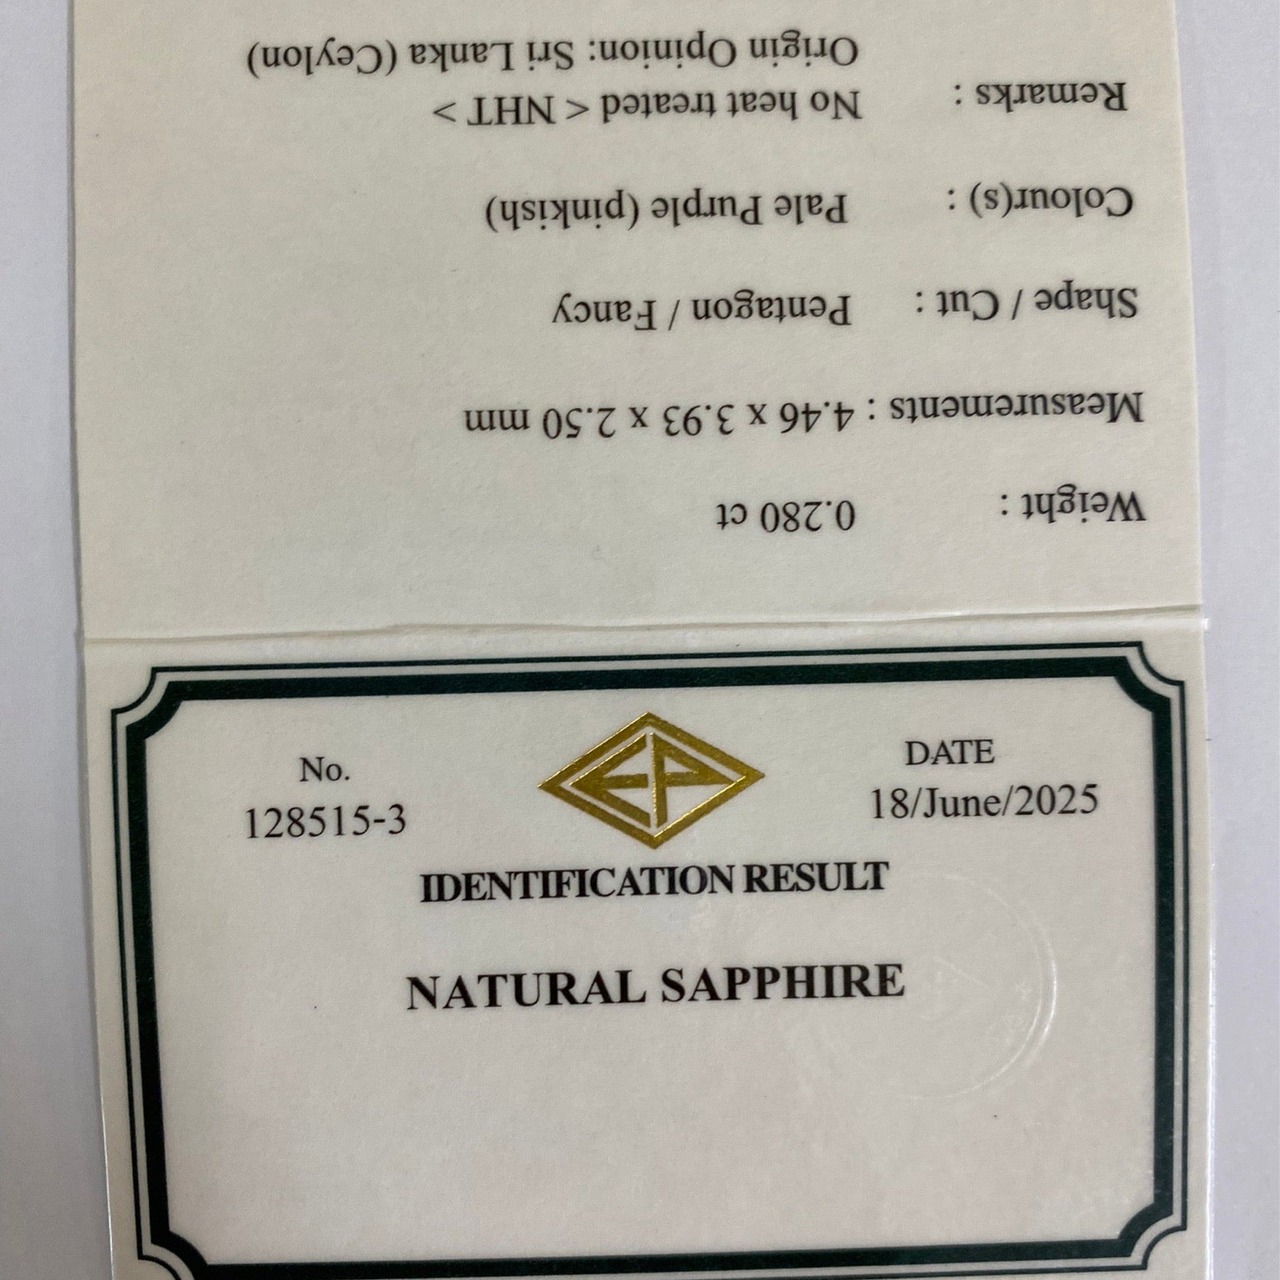 Weight : 0.280 ct
Measurements : 4.46 x 3.93 x 2.50 mm
Shape / Cut : Pentagon / Fancy
Colour(s) : Pale Purple (pinkish)
Remarks : No heat treated < NHT >
Origin Opinion: Sri Lanka (Ceylon)
No.
128515-3
EP
DATE
18/June/2025
IDENTIFICATION RESULT
NATURAL SAPPHIRE